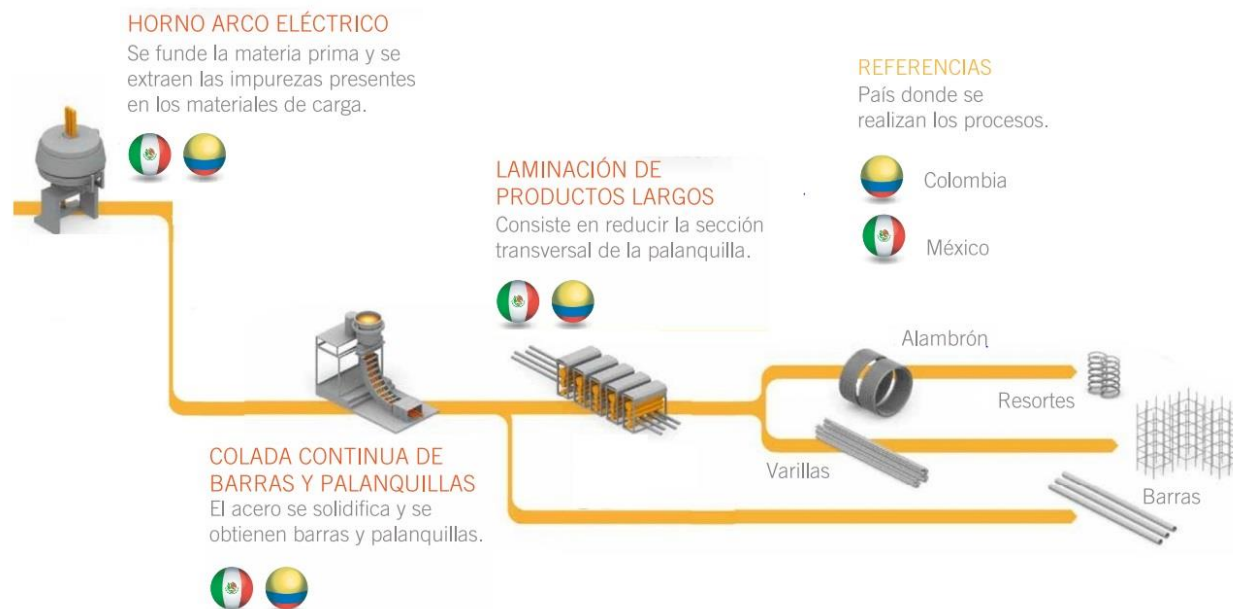 HORNO ARCO ELÉCTRICO
Se funde la materia prima y se
extraen las impurezas presentes
en los materiales de carga.
REFERENCIAS
País donde se
realizan los procesos.
Colombia
México
LAMINACIÓN DE
PRODUCTOS LARGOS
Consiste en reducir la sección
transversal de la palanquilla.
Alambrón
Resortes
Varillas
Barras
COLADA CONTINUA DE
BARRAS Y PALANQUILLAS
El acero se solidifica y se
obtienen barras y palanquillas.